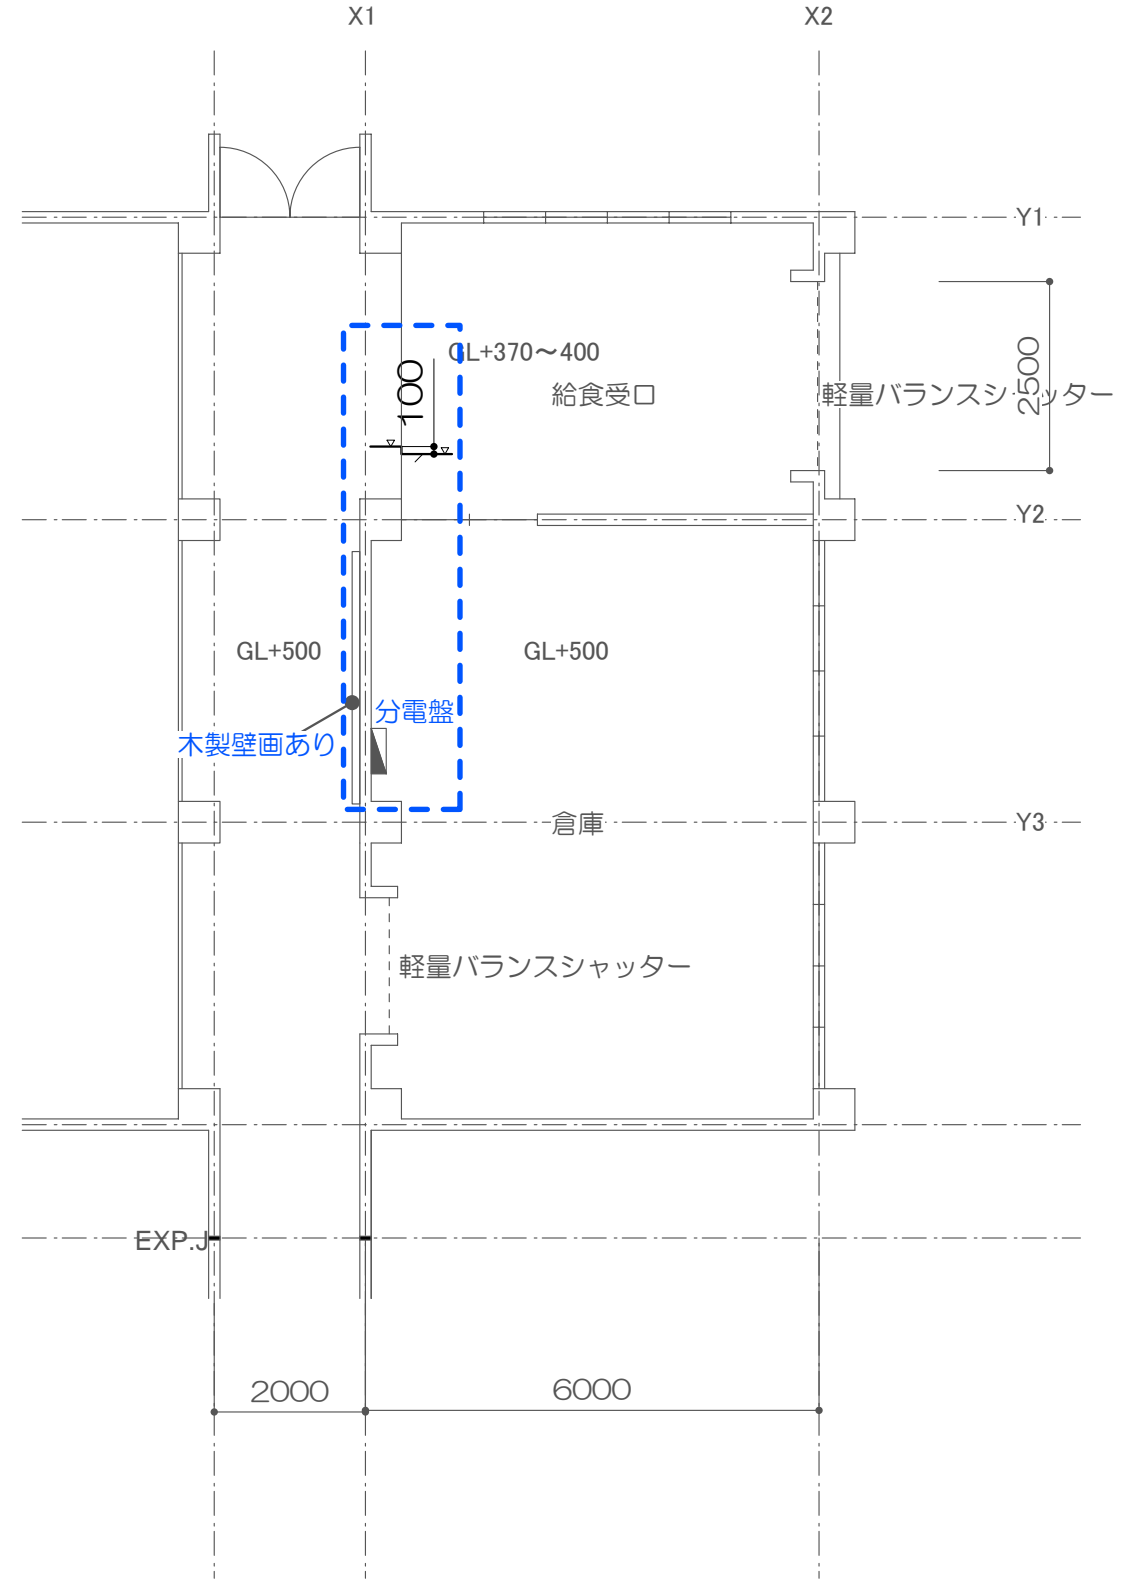 X1
X2
Y1
GL+370～400
100
給食受口
軽量バランスシャッター
2500
Y2
GL+500
GL+500
分電盤
木製壁画あり
倉庫
Y3
軽量バランスシャッター
EXP.J
2000
6000